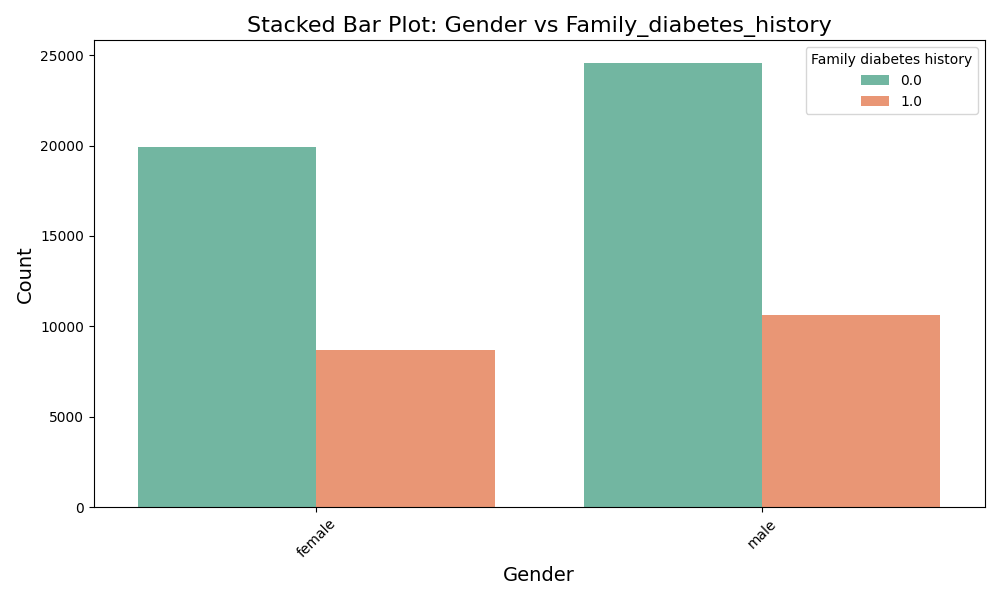 Stacked Bar Plot: Gender vs Family_diabetes_history
Family diabetes history
0.0
1.0
25000
20000
15000
10000
5000
0
Count
female
male
Gender